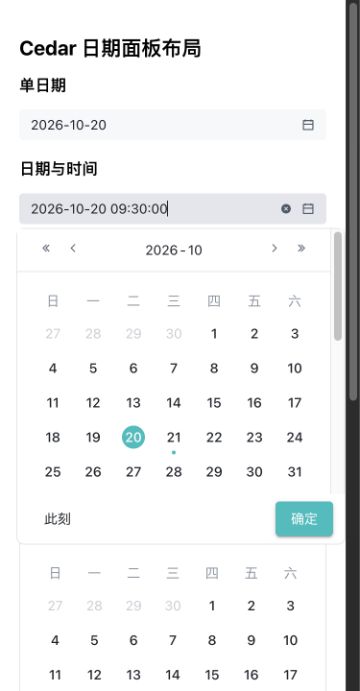 Cedar 日期面板布局
单日期
2026-10-20
日期与时间
2026-10-20 09:30:00
2026-10
日 一 二 三 四 五 六
27 28 29 30 1 2 3
4 5 6 7 8 9 10
11 12 13 14 15 16 17
18 19 20 21 22 23 24
25 26 27 28 29 30 31
此刻 确定
日 一 二 三 四 五 六
27 28 29 30 1 2 3
4 5 6 7 8 9 10
11 12 13 14 15 16 17